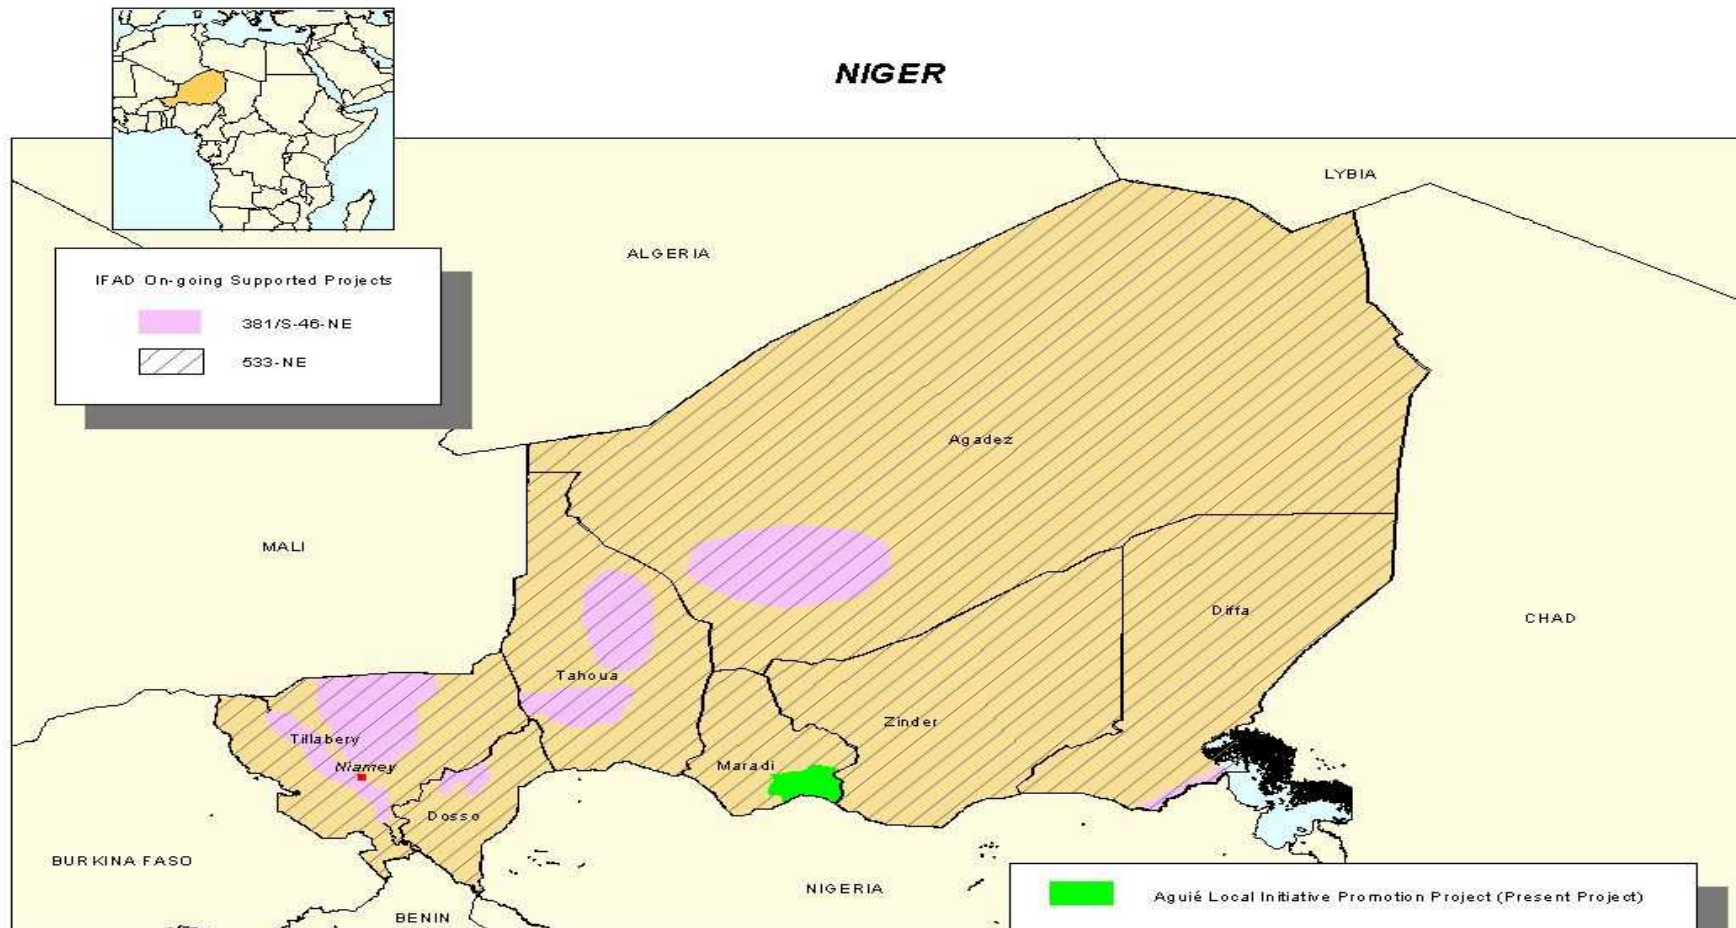 NIGER
LYBIA
ALGERIA
IFAD On-going Supported Projects
381/S-46-NE
533-NE
Agadez
MALI
Diffa
CHAD
Tahoua
Zinder
Tillabery
Niamey
Maradi
Dosso
BURKINA FASO
NIGERIA
BENIN
Aguié Local Initiative Promotion Project (Present Project)